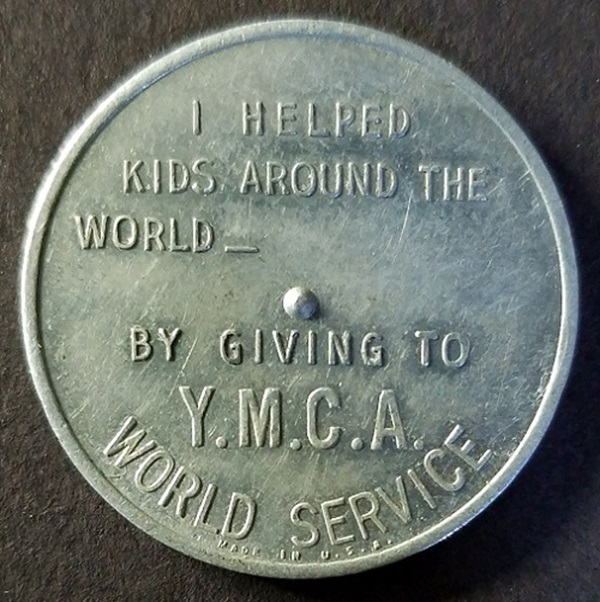 I HELPED
KIDS AROUND THE
WORLD_
BY GIVING TO
Y.M.C.A.
WORLD SERVICE
MADE IN U.S.A.